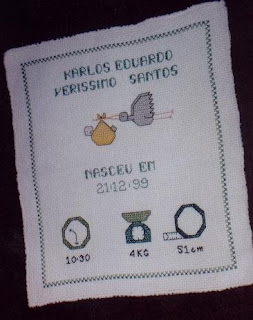 KARLOS EDUARDO
VERISSIMO SANTOS
NASCEU EM
21:12:99
10:30 4KG 51cm